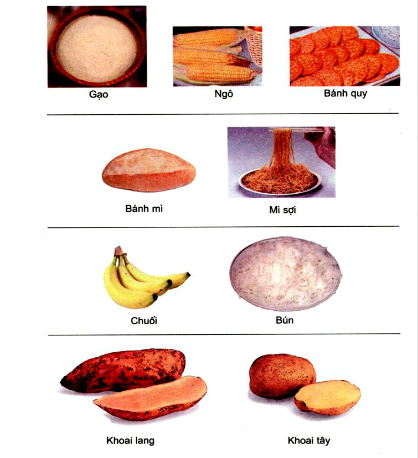 Gạo
Ngô
Bánh quy
Bánh mì
Mì sợi
Chuối
Bún
Khoai lang
Khoai tây